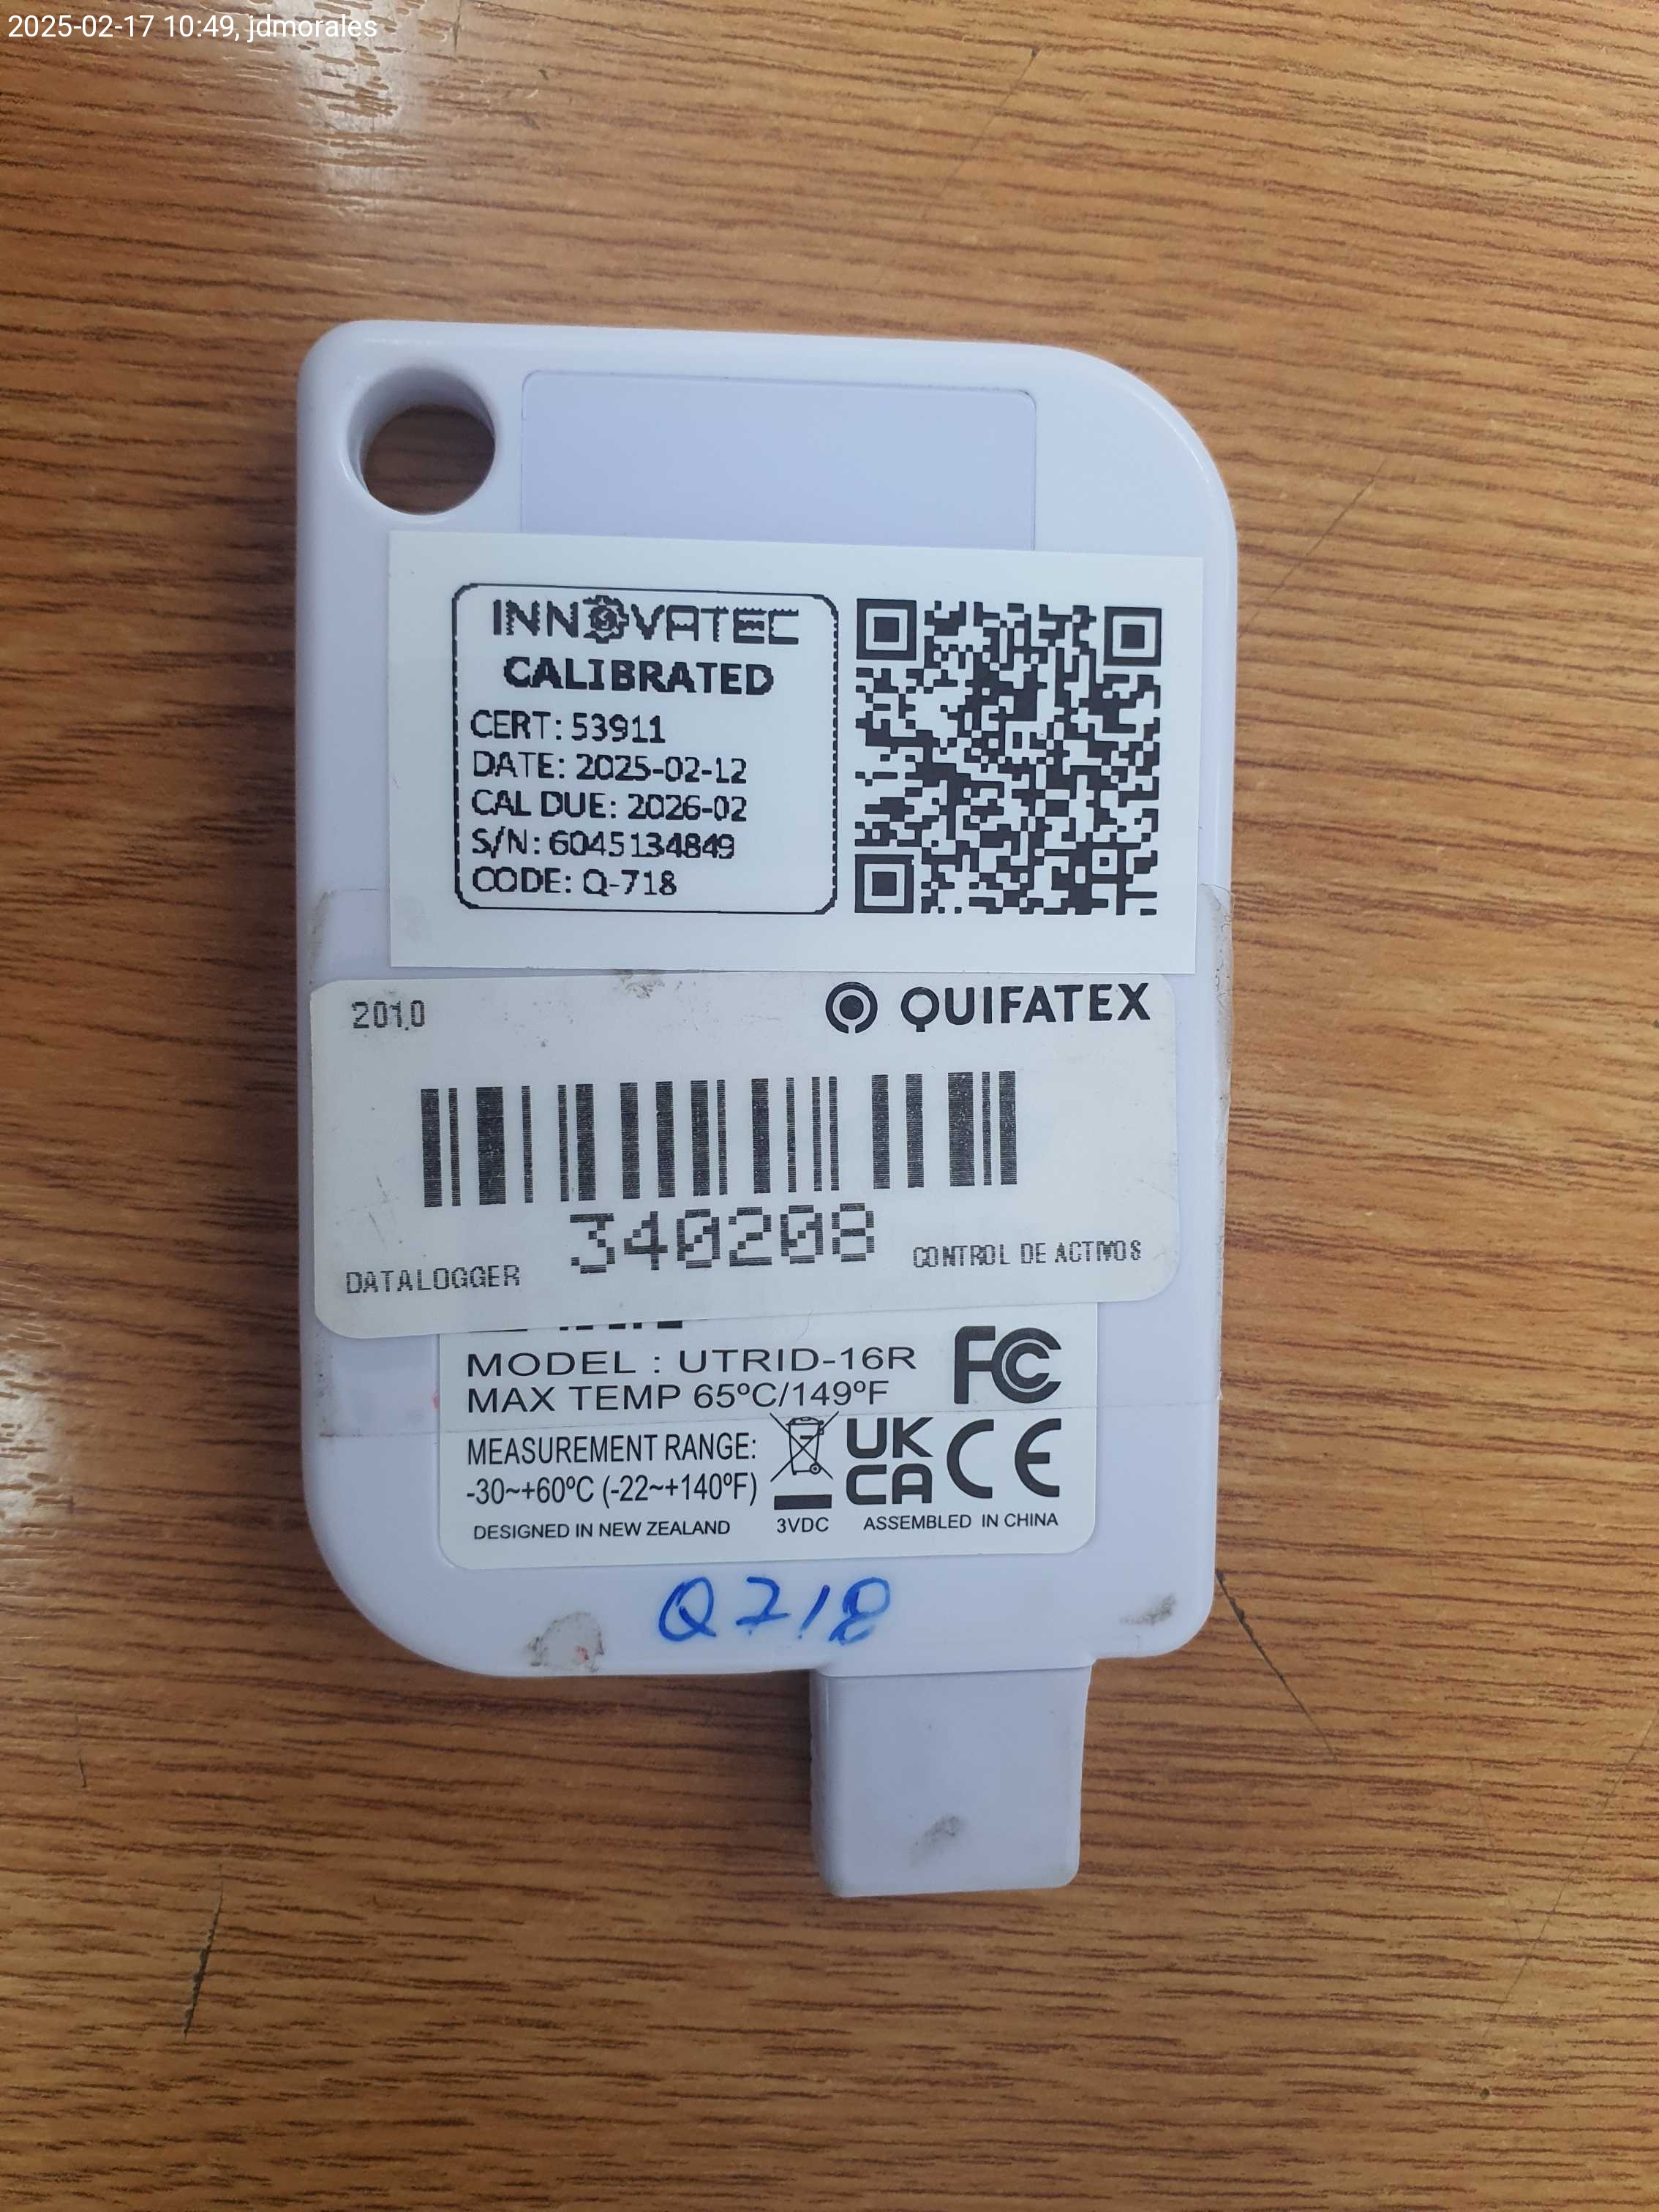 2025-02-17 10:49, jdmorales
INNOVATEC
CALIBRATED
CERT: 53911
DATE: 2025-02-12
CAL DUE: 2026-02
S/N: 6045134849
CODE: Q-718
2010
QUIFATEX
340208
DATALOGGER
CONTROL DE ACTIVOS
MODEL : UTRID-16R
FC
MAX TEMP 65ºC/149ºF
MEASUREMENT RANGE:
-30~+60ºC (-22~+140ºF)
UK
CA
CE
DESIGNED IN NEW ZEALAND
3VDC
ASSEMBLED IN CHINA
Q718